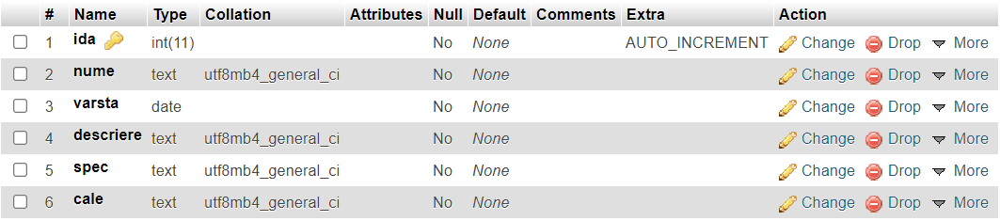 # Name Type Collation Attributes Null Default Comments Extra Action
1 ida int(11) No None AUTO_INCREMENT Change Drop More
2 nume text utf8mb4_general_ci No None Change Drop More
3 varsta date No None Change Drop More
4 descriere text utf8mb4_general_ci No None Change Drop More
5 spec text utf8mb4_general_ci No None Change Drop More
6 cale text utf8mb4_general_ci No None Change Drop More